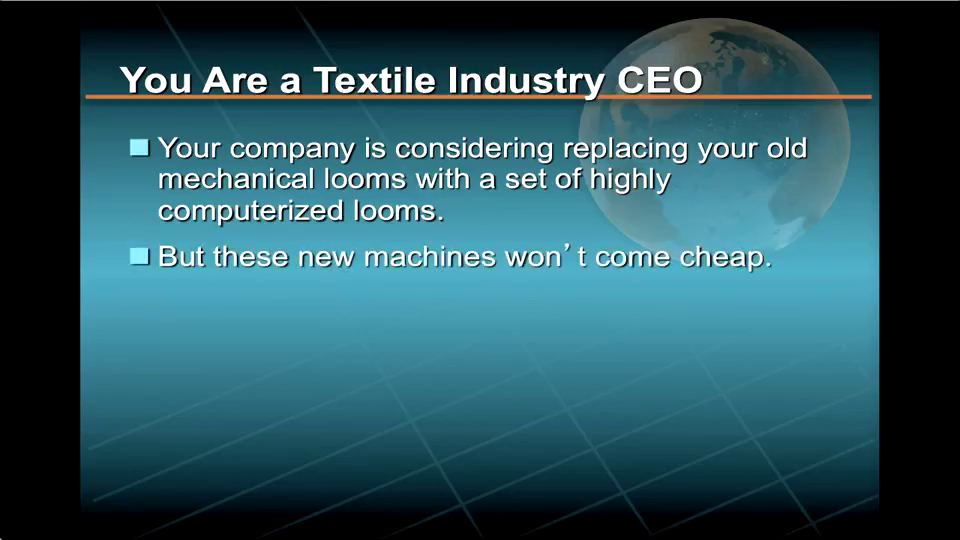 You Are a Textile Industry CEO
Your company is considering replacing your old
mechanical looms with a set of highly
computerized looms.
But these new machines won’t come cheap.